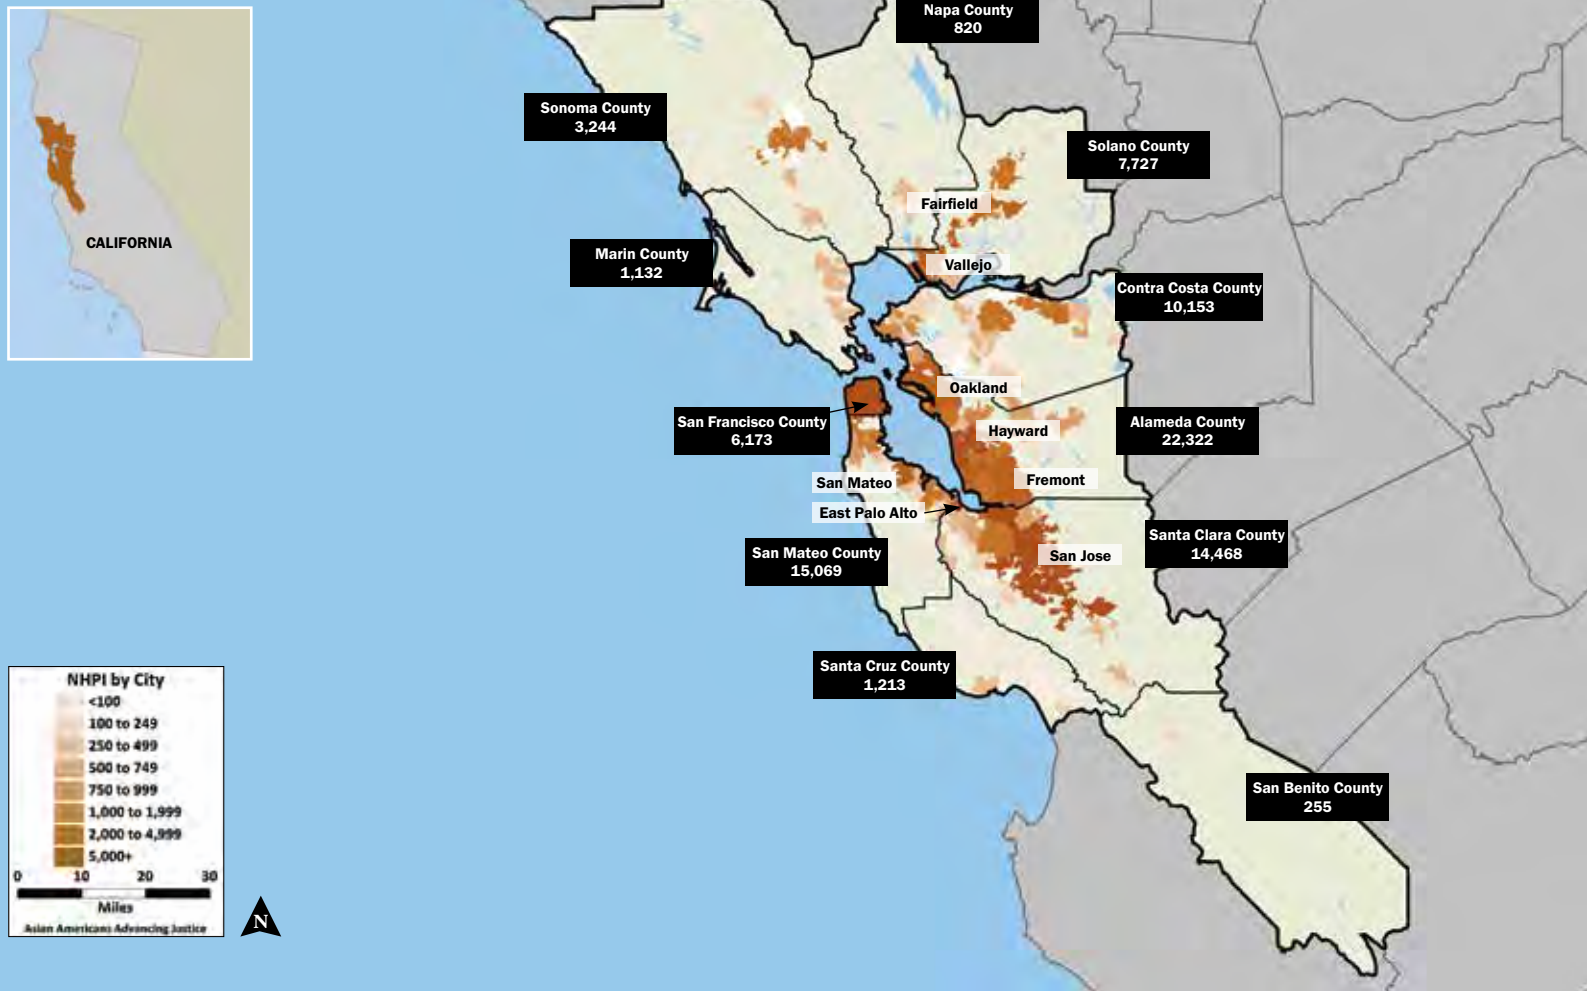 Napa County
820
Sonoma County
3,244
Solano County
7,727
Fairfield
CALIFORNIA
Marin County
1,132
Vallejo
Contra Costa County
10,153
Oakland
San Francisco County
6,173
Hayward
Alameda County
22,322
San Mateo
Fremont
East Palo Alto
Santa Clara County
14,468
San Mateo County
15,069
San Jose
Santa Cruz County
1,213
San Benito County
255
NHPI by City
<100
100 to 249
250 to 499
500 to 749
750 to 999
1,000 to 1,999
2,000 to 4,999
5,000+
0 10 20 30
Miles
Asian Americans Advancing Justice
N